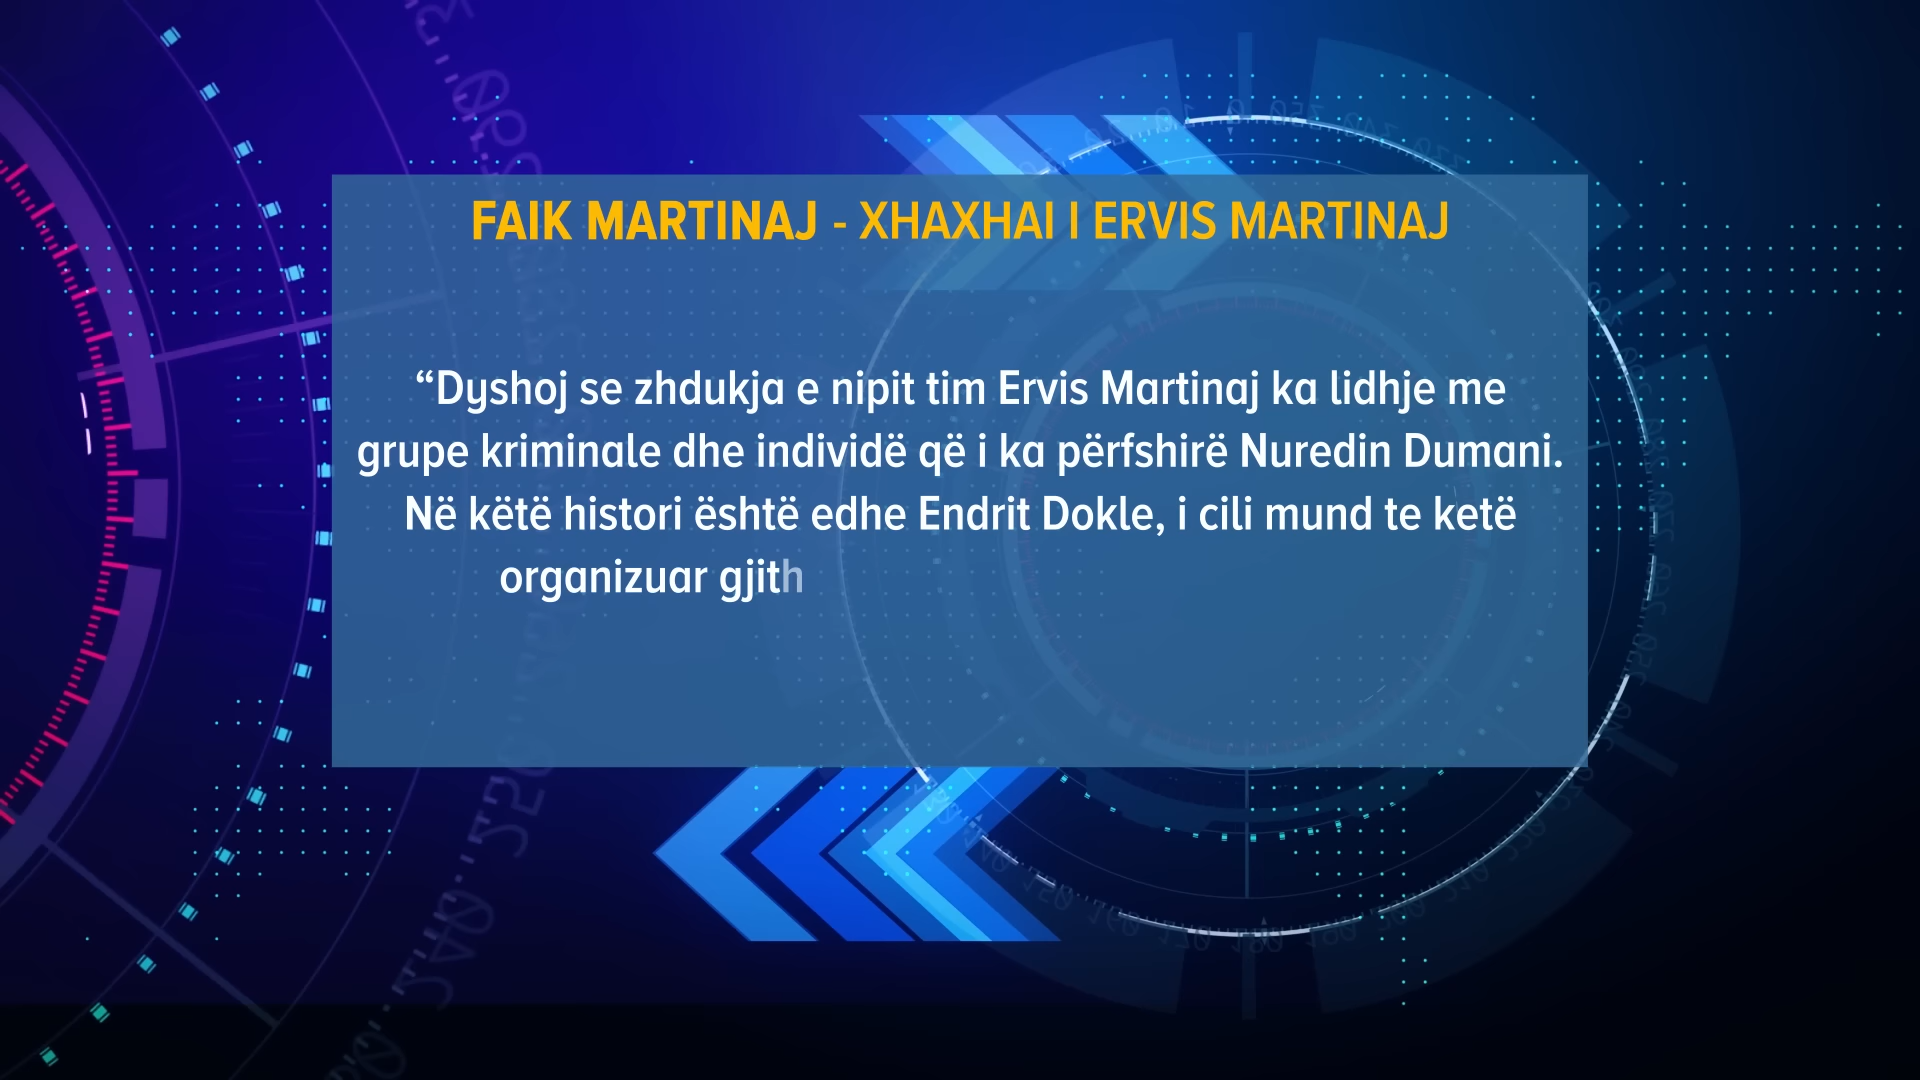 FAIK MARTINAJ - XHAXHAI I ERVIS MARTINAJ
“Dyshoj se zhdukja e nipit tim Ervis Martinaj ka lidhje me
grupe kriminale dhe individë që i ka përfshirë Nuredin Dumani.
Në këtë histori është edhe Endrit Dokle, i cili mund te ketë
organizuar gjith